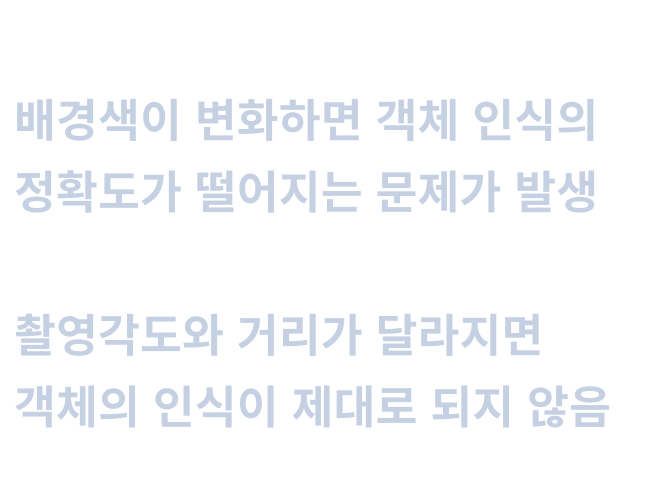 배경색이 변화하면 객체 인식의
정확도가 떨어지는 문제가 발생
촬영각도와 거리가 달라지면
객체의 인식이 제대로 되지 않음